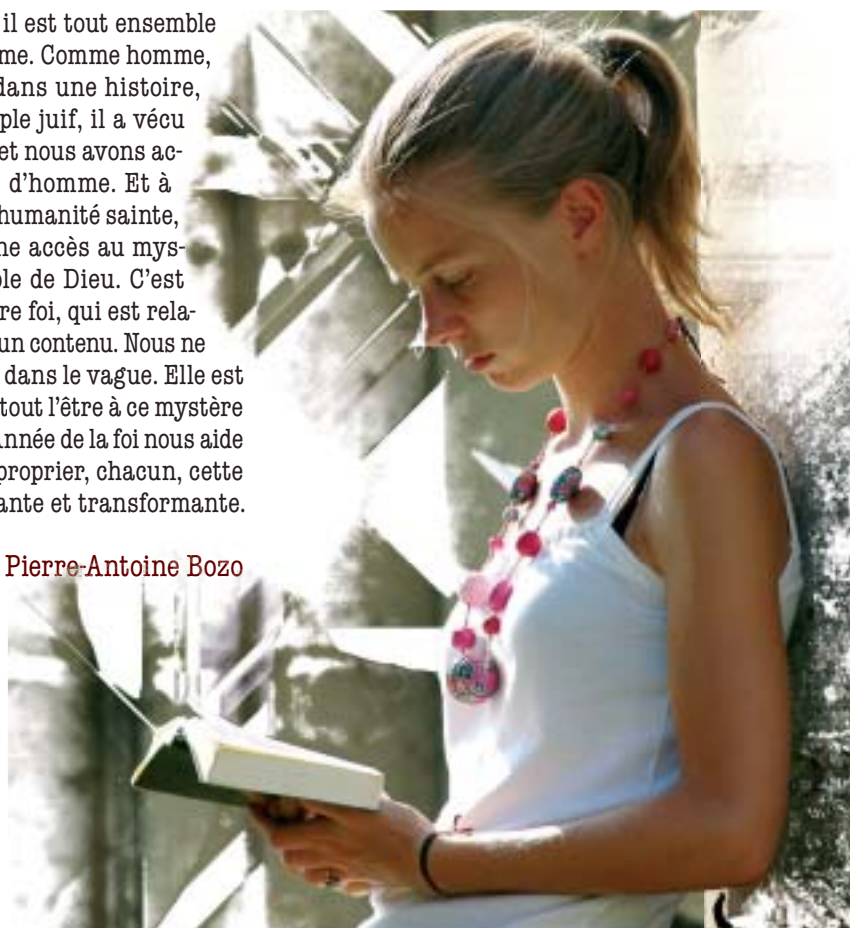 il est tout ensemble
me. Comme homme,
dans une histoire,
ple juif, il a vécu
et nous avons ac-
d’homme. Et à
humanité sainte,
ne accès au mys-
le de Dieu. C’est
re foi, qui est rela-
un contenu. Nous ne
dans le vague. Elle est
tout l’être à ce mystère
nnée de la foi nous aide
proprier, chacun, cette
ante et transformante.
Pierre-Antoine Bozo